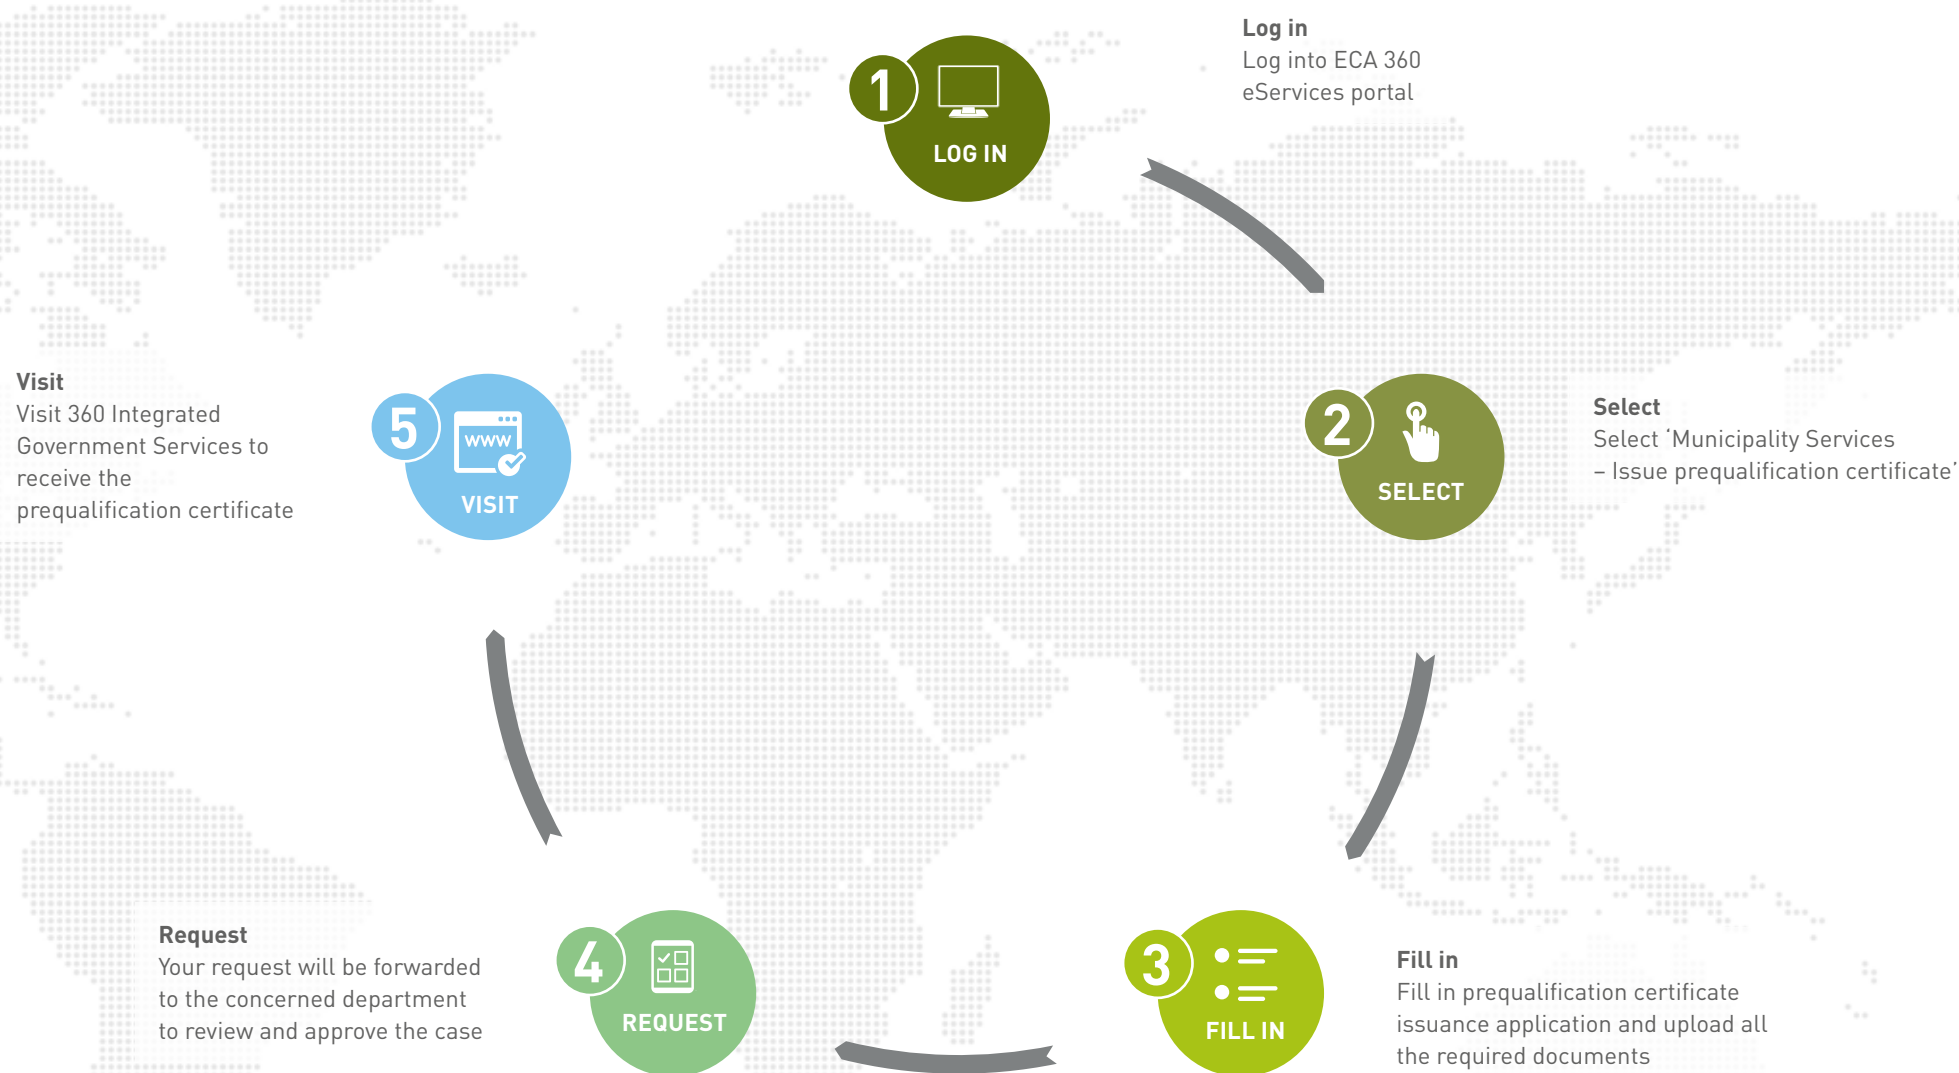 1
LOG IN
Log in
Log into ECA 360
eServices portal
2
SELECT
Select
Select ‘Municipality Services
– Issue prequalification certificate’
3
FILL IN
Fill in
Fill in prequalification certificate
issuance application and upload all
the required documents
4
REQUEST
Request
Your request will be forwarded
to the concerned department
to review and approve the case
5
WWW
VISIT
Visit
Visit 360 Integrated
Government Services to
receive the
prequalification certificate